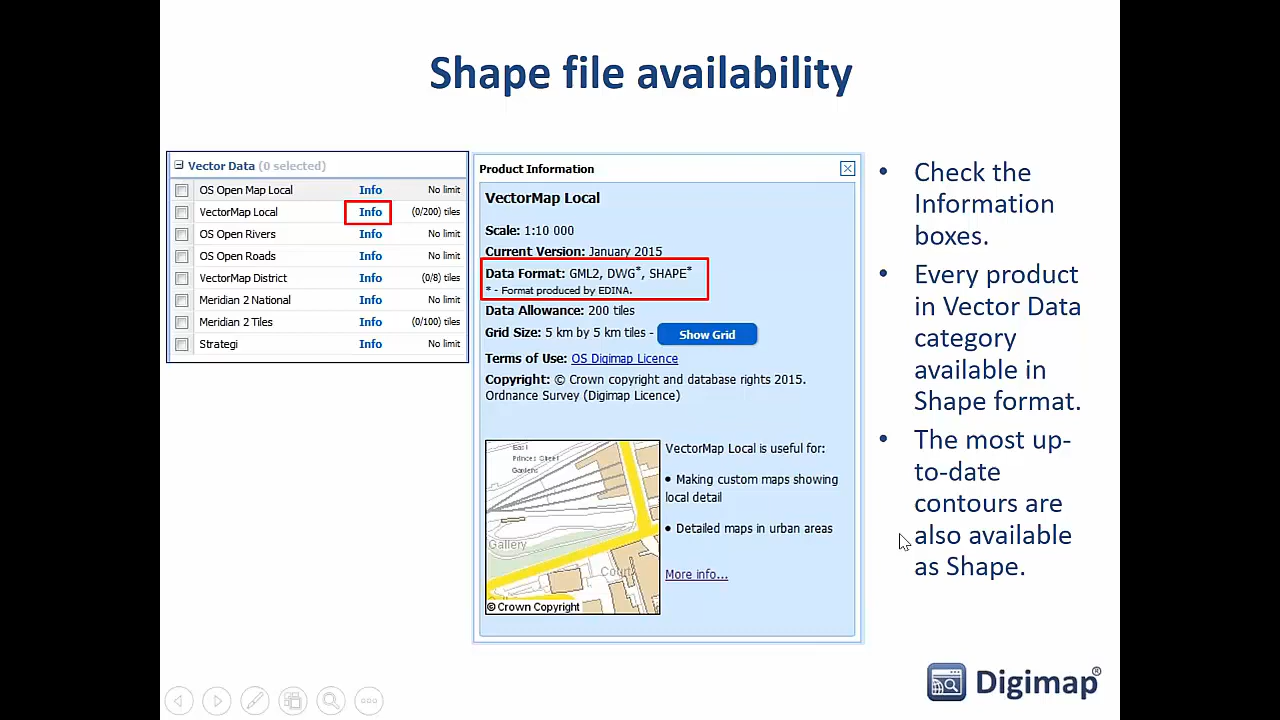 Shape file availability
Vector Data (0 selected)
OS Open Map Local Info No limit
VectorMap Local Info (0/200) tiles
OS Open Rivers Info No limit
OS Open Roads Info No limit
VectorMap District Info (0/8) tiles
Meridian 2 National Info No limit
Meridian 2 Tiles Info (0/100) tiles
Strategi Info No limit
Product Information
VectorMap Local
Scale: 1:10 000
Current Version: January 2015
Data Format: GML2, DWG*, SHAPE*
* - Format produced by EDINA.
Data Allowance: 200 tiles
Grid Size: 5 km by 5 km tiles - Show Grid
Terms of Use: OS Digimap Licence
Copyright: © Crown copyright and database rights 2015.
Ordnance Survey (Digimap Licence)
East
Princes Street
Gardens
Gallery
Court
© Crown Copyright
VectorMap Local is useful for:
• Making custom maps showing
local detail
• Detailed maps in urban areas
More info...
• Check the
Information
boxes.
• Every product
in Vector Data
category
available in
Shape format.
• The most up-
to-date
contours are
also available
as Shape.
Digimap®